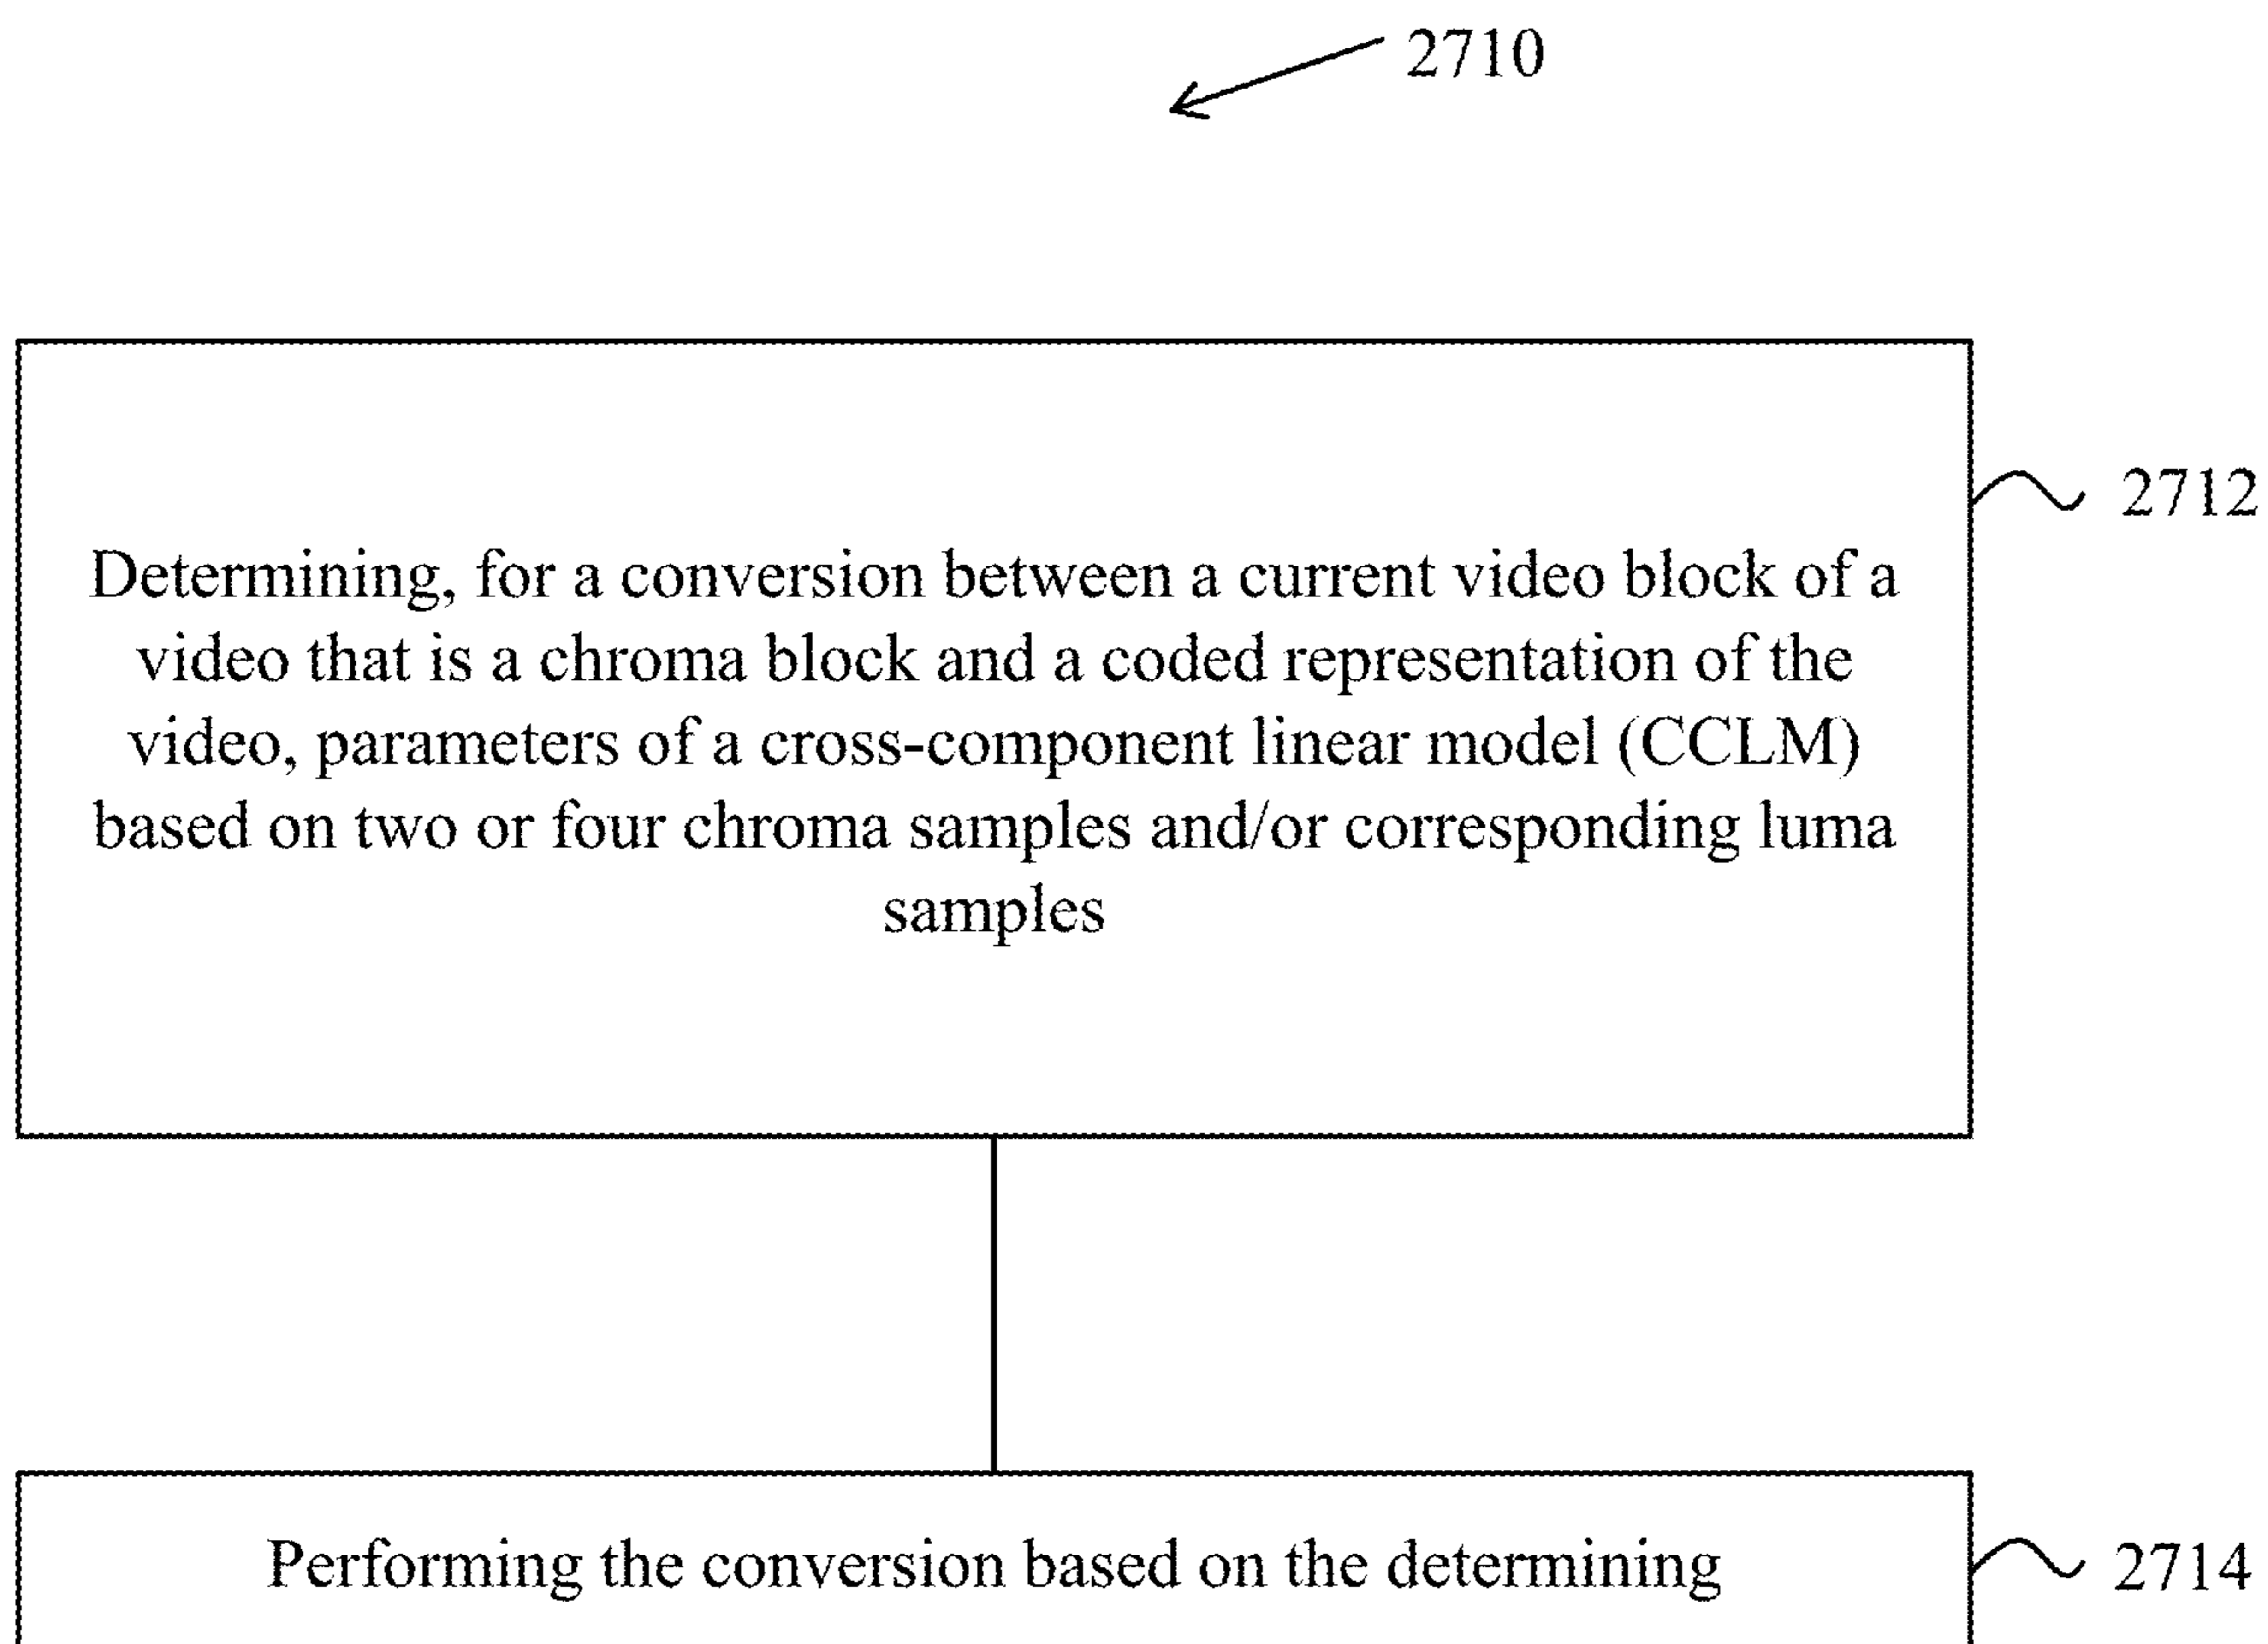 2710
2712
Determining, for a conversion between a current video block of a
video that is a chroma block and a coded representation of the
video, parameters of a cross-component linear model (CCLM)
based on two or four chroma samples and/or corresponding luma
samples
Performing the conversion based on the determining
2714